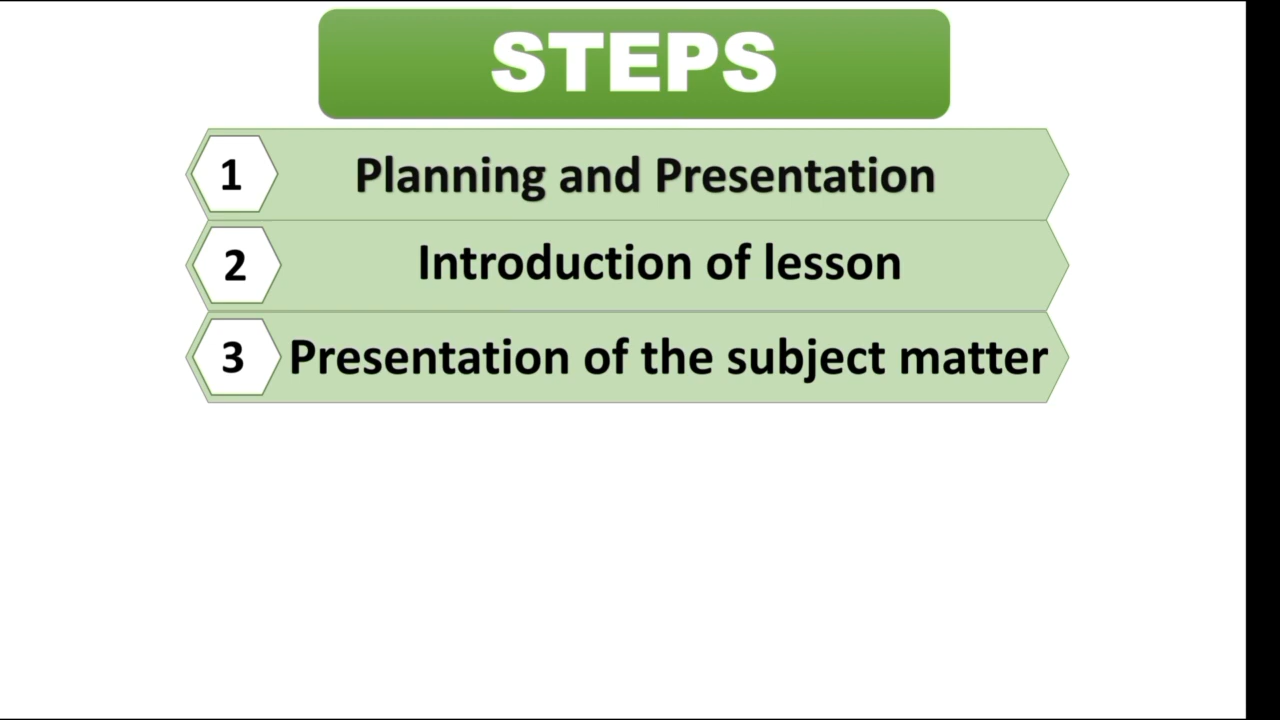 STEPS
1 Planning and Presentation
2 Introduction of lesson
3 Presentation of the subject matter